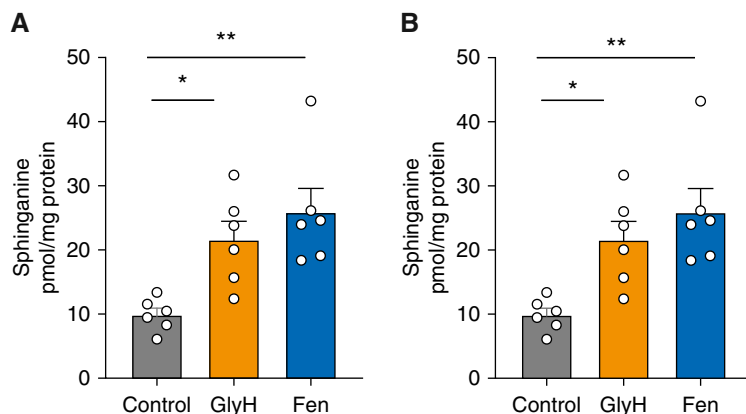 A
**
*
50
40
30
20
10
0
Sphinganine
pmol/mg protein
Control GlyH Fen
B
**
*
50
40
30
20
10
0
Sphinganine
pmol/mg protein
Control GlyH Fen